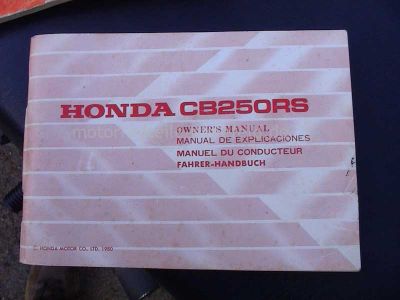 HONDA CB250RS
OWNER'S MANUAL
MANUAL DE EXPLICACIONES
MANUEL DU CONDUCTEUR
FAHRER-HANDBUCH
© HONDA MOTOR CO., LTD. 1980